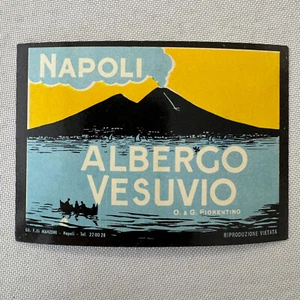 NAPOLI
ALBERGO
VESUVIO
O. & G. FIORENTINO
RIPRODUZIONE VIETATA